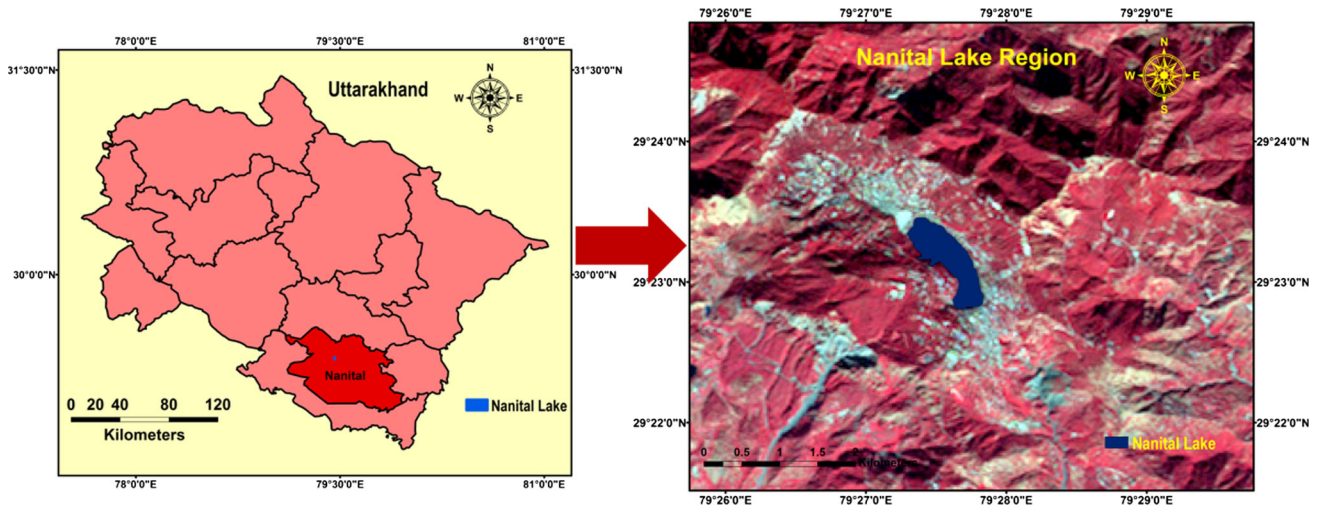 78°0'0"E 79°30'0"E 81°0'0"E
31°30'0"N 31°30'0"N
Uttarakhand
N
W E
S
30°0'0"N 30°0'0"N
Nanital
0 20 40 80 120
Kilometers
Nanital Lake
78°0'0"E 79°30'0"E 81°0'0"E
79°26'0"E 79°27'0"E 79°28'0"E 79°29'0"E
Nanital Lake Region
N
W E
S
29°24'0"N 29°24'0"N
29°23'0"N 29°23'0"N
29°22'0"N 29°22'0"N
Nanital Lake
0 0.5 1 1.5 2
Kilometers
79°26'0"E 79°27'0"E 79°28'0"E 79°29'0"E